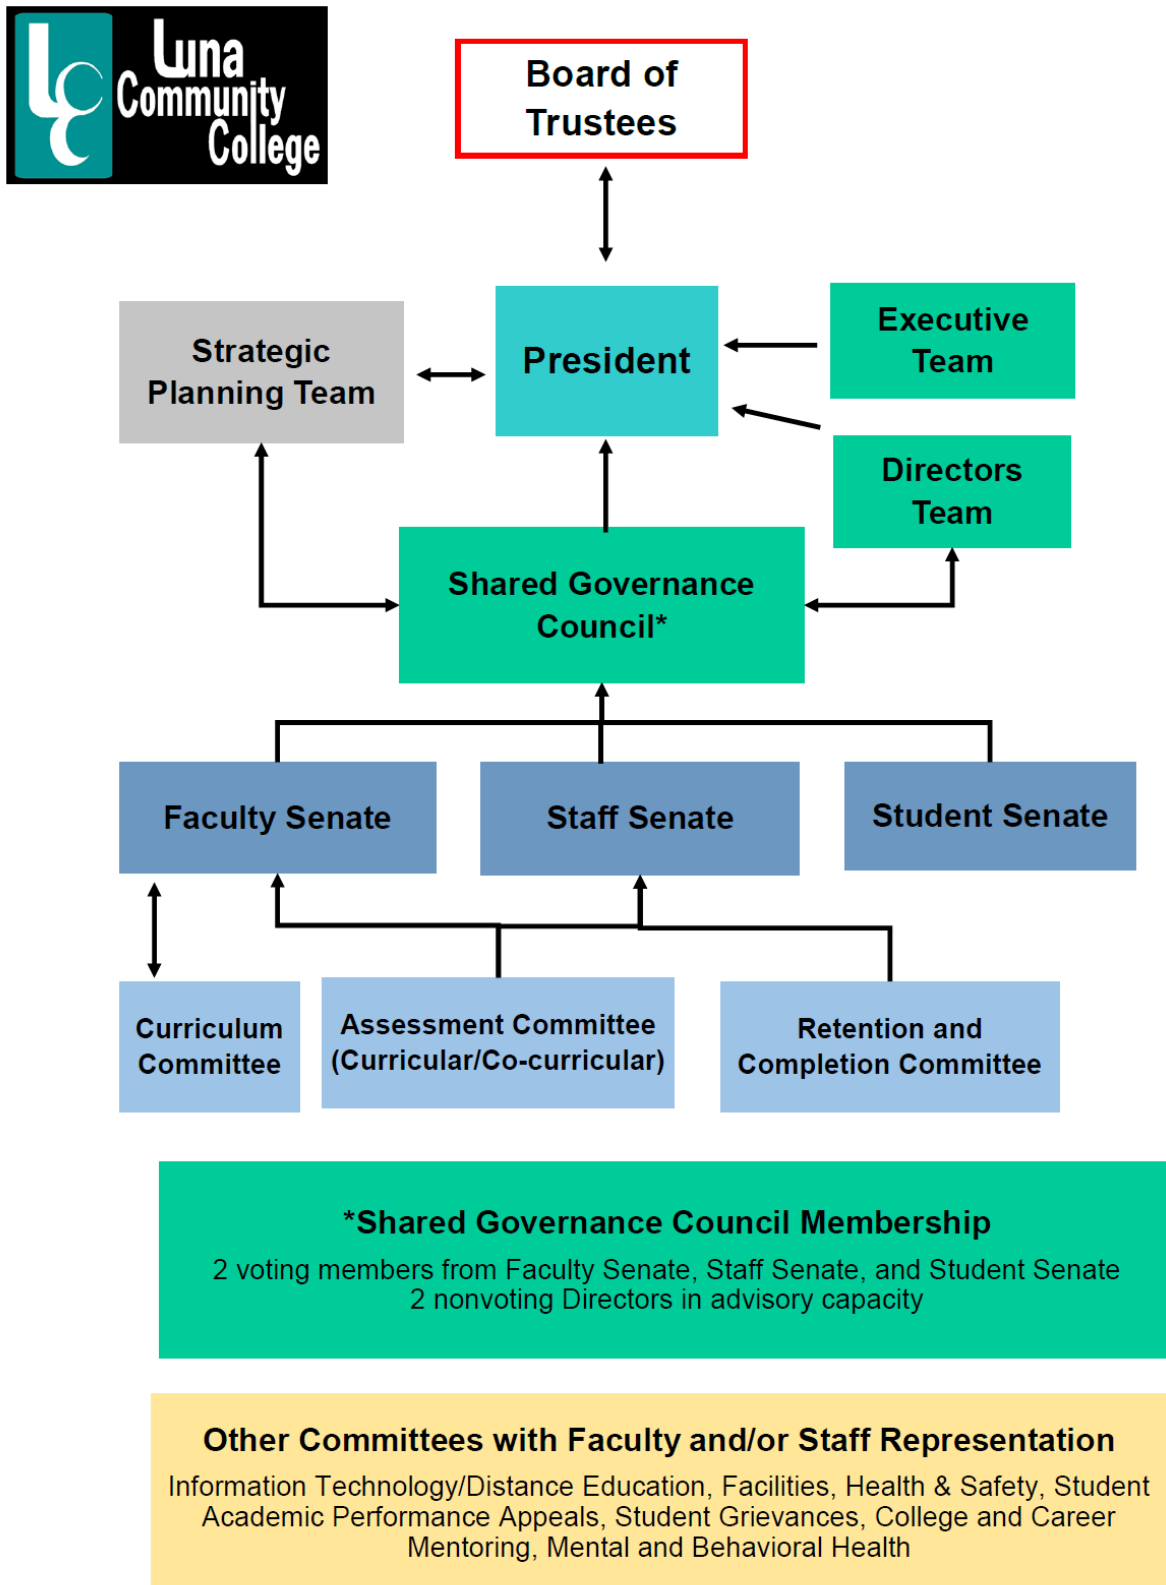 Luna
Community
College
Board of
Trustees
Strategic
Planning Team
President
Executive
Team
Directors
Team
Shared Governance
Council*
Faculty Senate
Staff Senate
Student Senate
Curriculum
Committee
Assessment Committee
(Curricular/Co-curricular)
Retention and
Completion Committee
*Shared Governance Council Membership
2 voting members from Faculty Senate, Staff Senate, and Student Senate
2 nonvoting Directors in advisory capacity
Other Committees with Faculty and/or Staff Representation
Information Technology/Distance Education, Facilities, Health & Safety, Student
Academic Performance Appeals, Student Grievances, College and Career
Mentoring, Mental and Behavioral Health